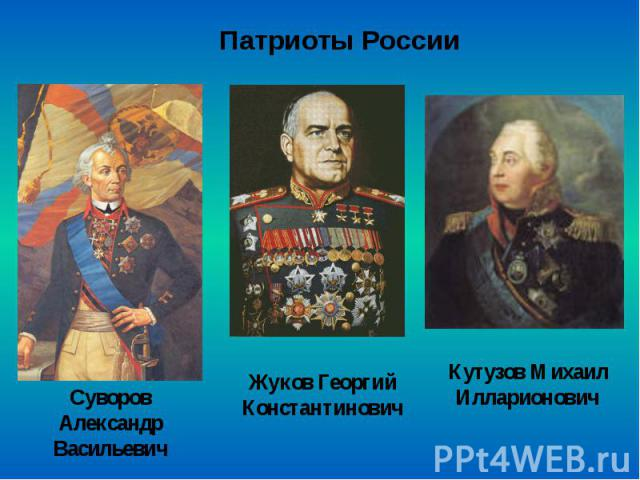 Патриоты России
Суворов
Александр
Васильевич
Жуков Георгий
Константинович
Кутузов Михаил
Илларионович
PPt4WEB.ru